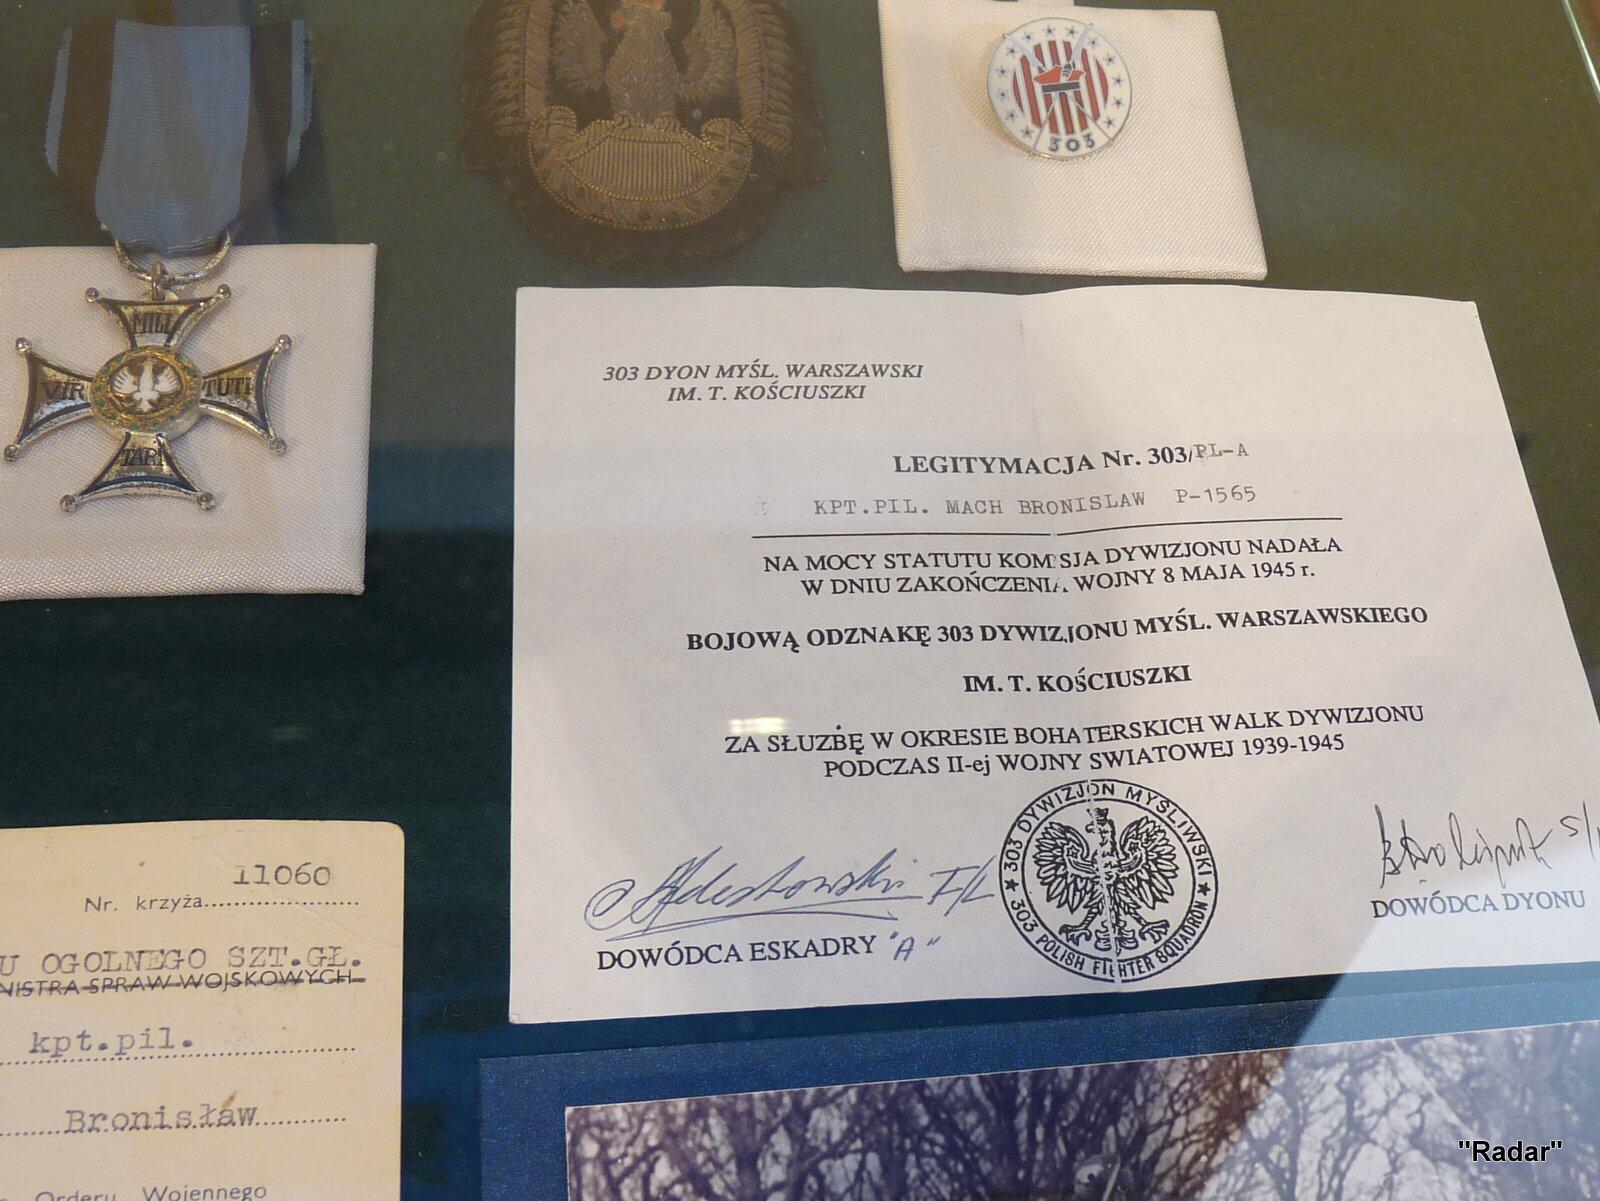 MILI
VIR
TUTI
TARI
303
303 DYON MYŚL. WARSZAWSKI
IM. T. KOŚCIUSZKI
LEGITYMACJA Nr. 303/PL-A
KPT.PIL. MACH BRONISLAW P-1565
NA MOCY STATUTU KOMISJA DYWIZJONU NADAŁA
W DNIU ZAKOŃCZENIA WOJNY 8 MAJA 1945 r.
BOJOWĄ ODZNAKĘ 303 DYWIZJONU MYŚL. WARSZAWSKIEGO
IM. T. KOŚCIUSZKI
ZA SŁUŻBĘ W OKRESIE BOHATERSKICH WALK DYWIZJONU
PODCZAS II-ej WOJNY SWIATOWEJ 1939-1945
303 DYWIZJON MYŚLIWSKI
303 POLISH FIGHTER SQUADRON
F/L
DOWÓDCA ESKADRY "A"
DOWÓDCA DYONU
11060
Nr. krzyża
U OGOLNEGO SZT.GŁ.
NISTRA SPRAW WOJSKOWYCH
kpt.pil.
Bronisław
Orderu Wojennego
"Radar"